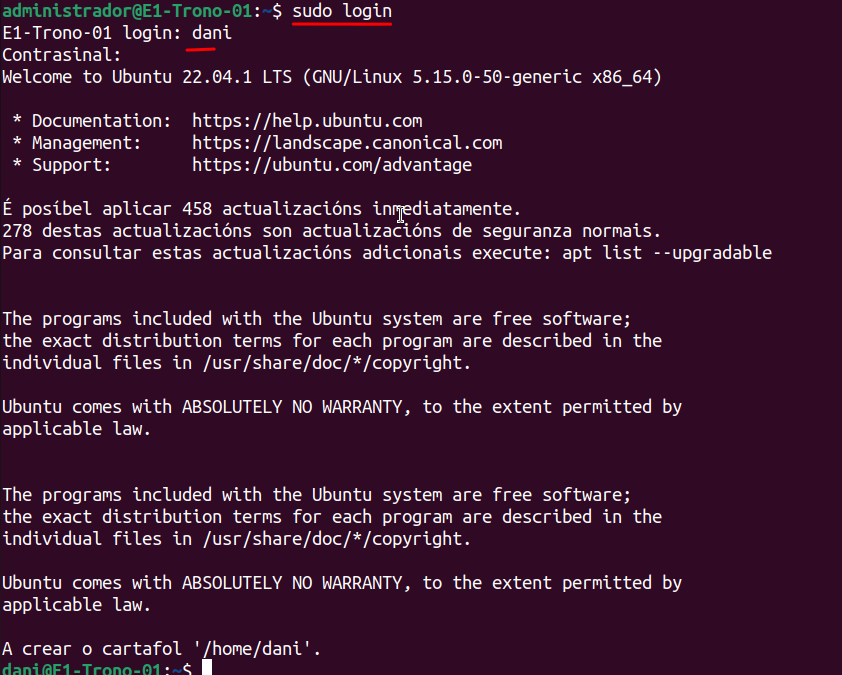 administrador@E1-Trono-01:~$ sudo login
E1-Trono-01 login: dani
Contrasinal:
Welcome to Ubuntu 22.04.1 LTS (GNU/Linux 5.15.0-50-generic x86_64)
* Documentation: https://help.ubuntu.com
* Management: https://landscape.canonical.com
* Support: https://ubuntu.com/advantage
É posíbel aplicar 458 actualizacións inmediatamente.
278 destas actualizacións son actualizacións de seguranza normais.
Para consultar estas actualizacións adicionais execute: apt list --upgradable
The programs included with the Ubuntu system are free software;
the exact distribution terms for each program are described in the
individual files in /usr/share/doc/*/copyright.
Ubuntu comes with ABSOLUTELY NO WARRANTY, to the extent permitted by
applicable law.
The programs included with the Ubuntu system are free software;
the exact distribution terms for each program are described in the
individual files in /usr/share/doc/*/copyright.
Ubuntu comes with ABSOLUTELY NO WARRANTY, to the extent permitted by
applicable law.
A crear o cartafol '/home/dani'.
dani@E1-Trono-01:~$